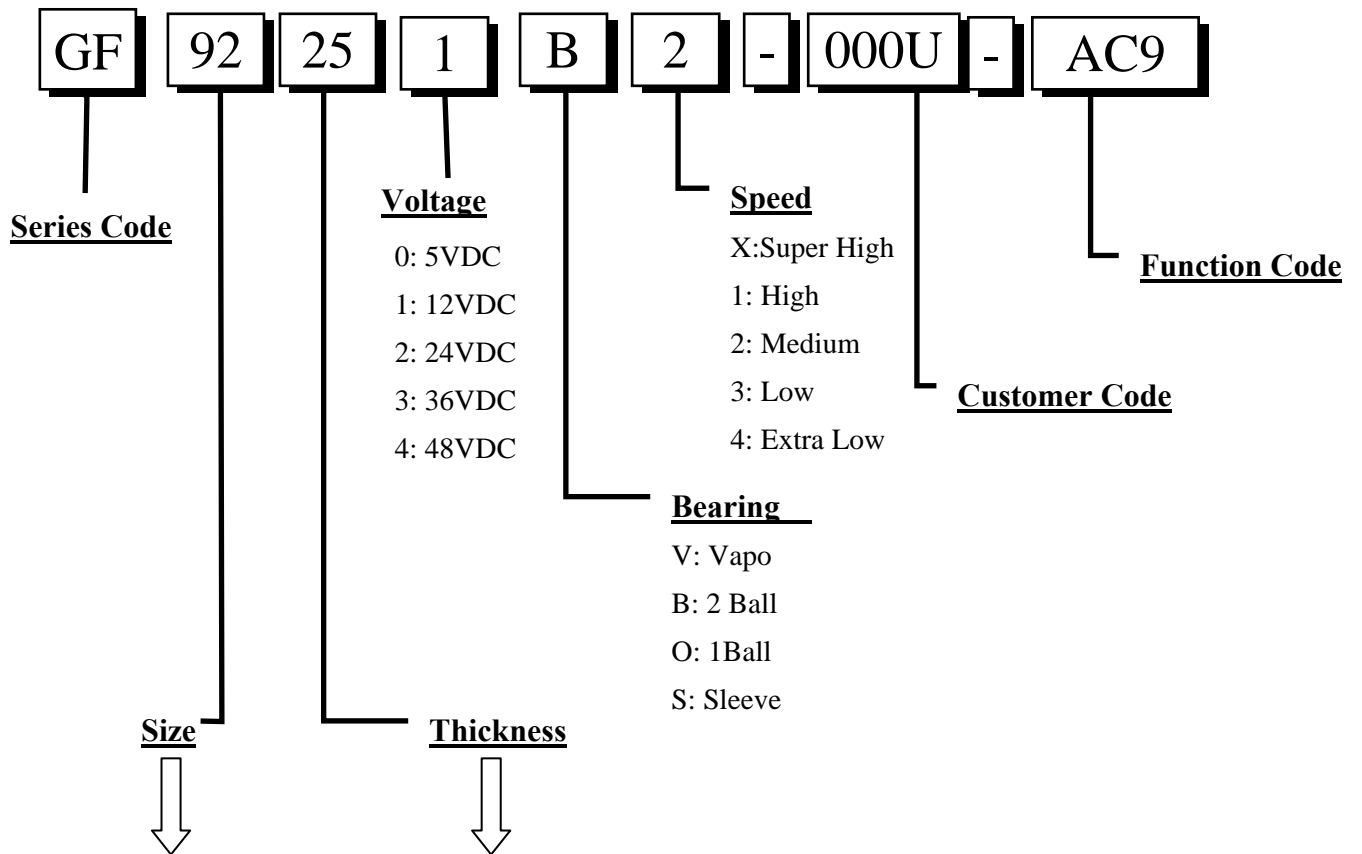 GF 92 25 1 B 2 - 000U - AC9
Series Code
Voltage
0: 5VDC
1: 12VDC
2: 24VDC
3: 36VDC
4: 48VDC
Speed
X:Super High
1: High
2: Medium
3: Low
4: Extra Low
Function Code
Customer Code
Bearing
V: Vapo
B: 2 Ball
O: 1Ball
S: Sleeve
Size
Thickness